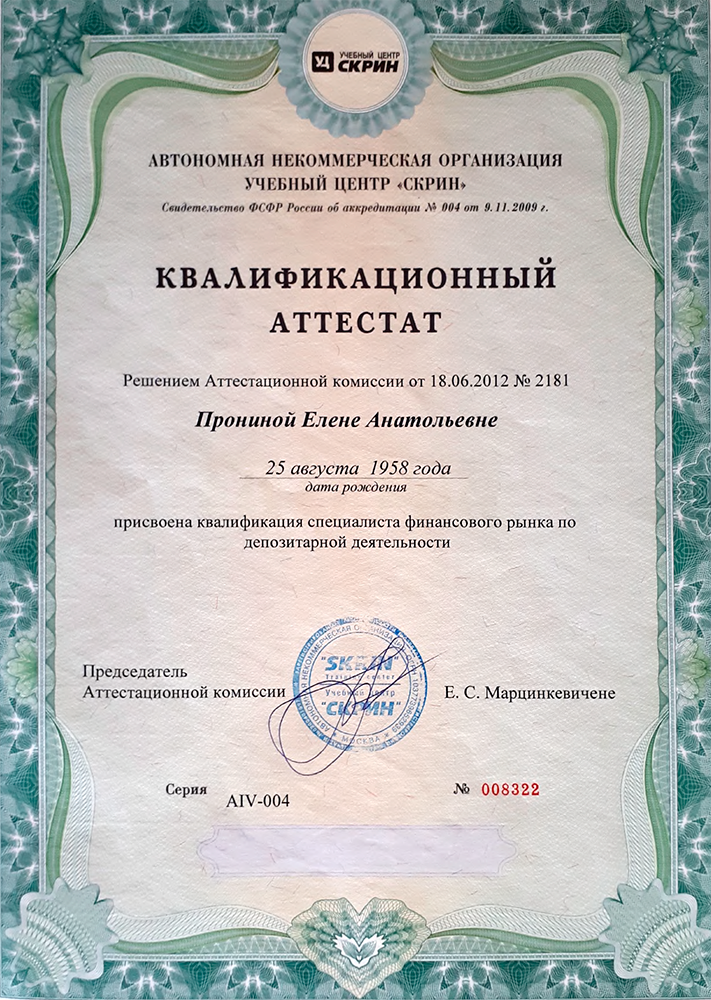 УЦ
УЧЕБНЫЙ ЦЕНТР
СКРИН
АВТОНОМНАЯ НЕКОММЕРЧЕСКАЯ ОРГАНИЗАЦИЯ
УЧЕБНЫЙ ЦЕНТР «СКРИН»
Свидетельство ФСФР России об аккредитации № 004 от 9.11.2009 г.
КВАЛИФИКАЦИОННЫЙ
АТТЕСТАТ
Решением Аттестационной комиссии от 18.06.2012 № 2181
Прониной Елене Анатольевне
25 августа 1958 года
дата рождения
присвоена квалификация специалиста финансового рынка по
депозитарной деятельности
Председатель
Аттестационной комиссии
Е. С. Марцинкевичене
АВТОНОМНАЯ НЕКОММЕРЧЕСКАЯ ОРГАНИЗАЦИЯ
"SKRIN"
Training center
Учебный центр
"СКРИН"
МОСКВА
Серия
AIV-004
№ 008322